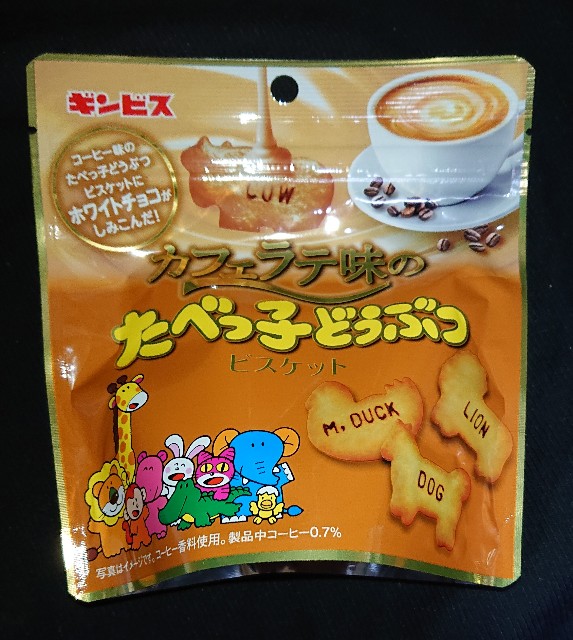 ギンビス
コーヒー味の
たべっ子どうぶつ
ビスケットに
ホワイトチョコが
しみこんだ!
COW
カフェラテ味の
たべっ子どうぶつ
ビスケット
M, DUCK
LION
DOG
写真はイメージです。コーヒー香料使用。製品中コーヒー0.7%